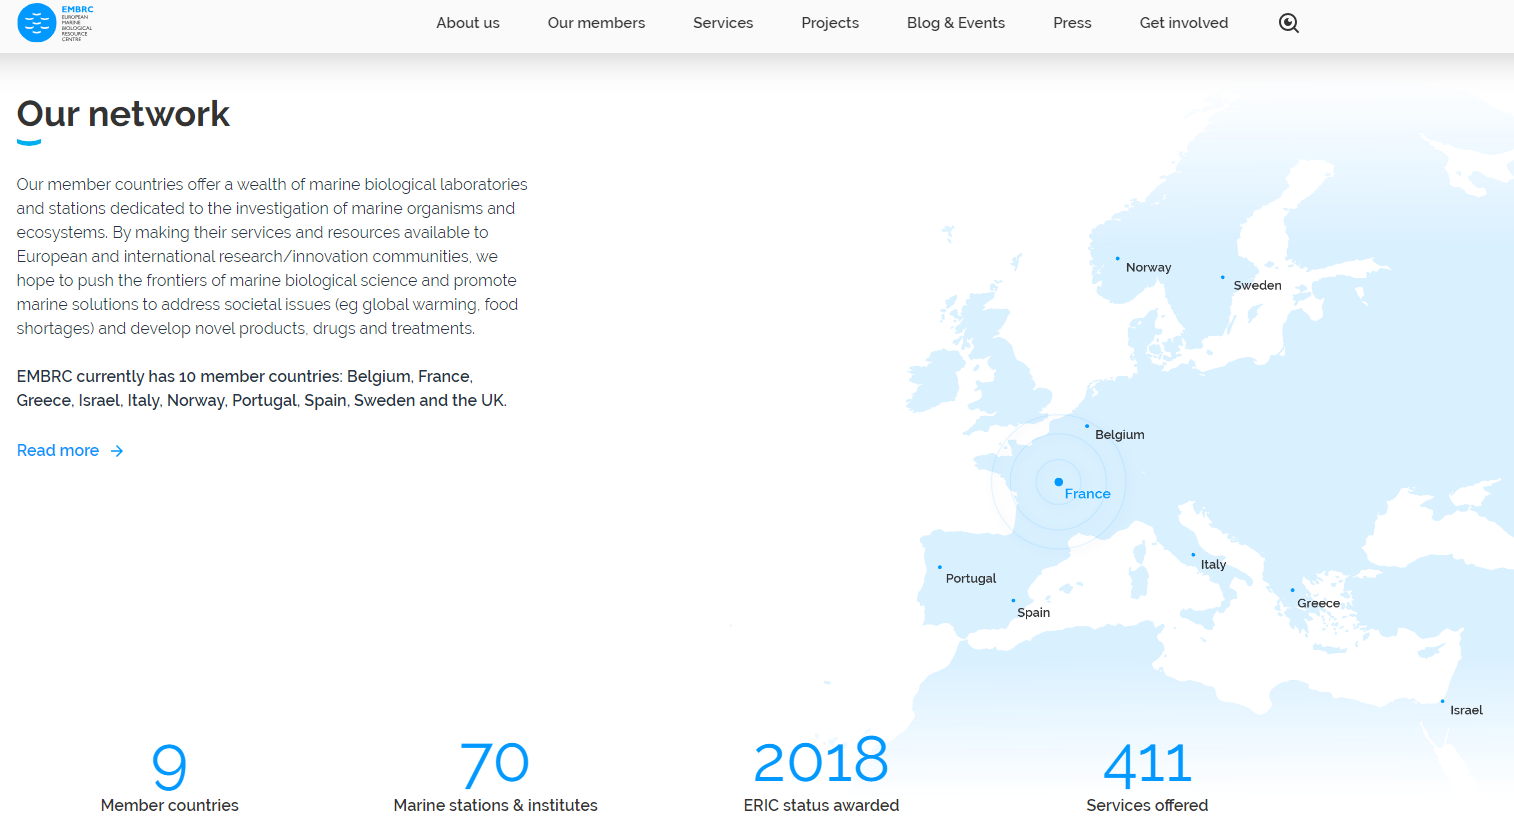 EMBRC
EUROPEAN
MARINE
BIOLOGICAL
RESOURCE
CENTRE
About us
Our members
Services
Projects
Blog & Events
Press
Get involved
Our network
Our member countries offer a wealth of marine biological laboratories
and stations dedicated to the investigation of marine organisms and
ecosystems. By making their services and resources available to
European and international research/innovation communities, we
hope to push the frontiers of marine biological science and promote
marine solutions to address societal issues (eg global warming, food
shortages) and develop novel products, drugs and treatments.
EMBRC currently has 10 member countries: Belgium, France,
Greece, Israel, Italy, Norway, Portugal, Spain, Sweden and the UK.
Read more
Norway
Sweden
Belgium
France
Italy
Portugal
Greece
Spain
Israel
9
Member countries
70
Marine stations & institutes
2018
ERIC status awarded
411
Services offered